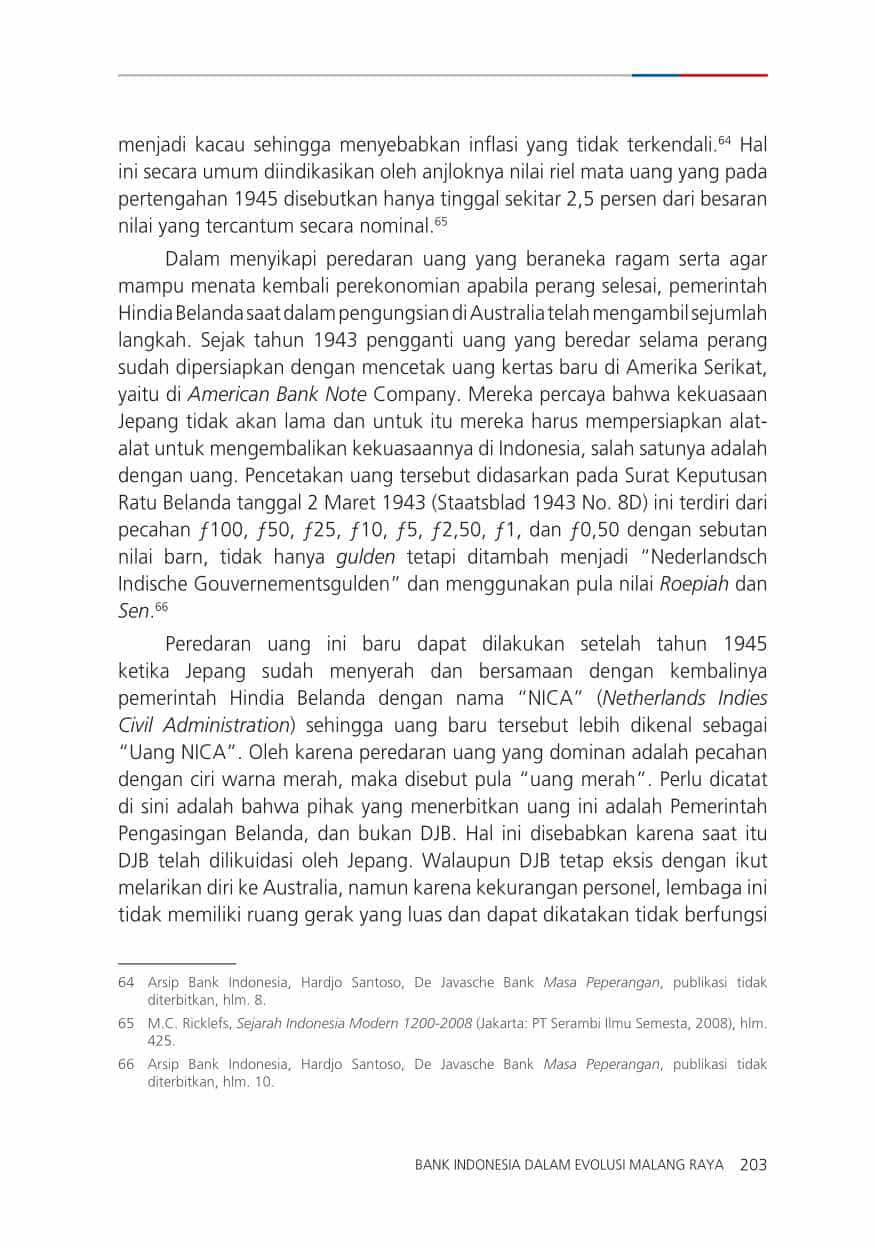 menjadi kacau sehingga menyebabkan inflasi yang tidak terkendali.⁶⁴ Hal
ini secara umum diindikasikan oleh anjloknya nilai riel mata uang yang pada
pertengahan 1945 disebutkan hanya tinggal sekitar 2,5 persen dari besaran
nilai yang tercantum secara nominal.⁶⁵
Dalam menyikapi peredaran uang yang beraneka ragam serta agar
mampu menata kembali perekonomian apabila perang selesai, pemerintah
Hindia Belanda saat dalam pengungsian di Australia telah mengambil sejumlah
langkah. Sejak tahun 1943 pengganti uang yang beredar selama perang
sudah dipersiapkan dengan mencetak uang kertas baru di Amerika Serikat,
yaitu di American Bank Note Company. Mereka percaya bahwa kekuasaan
Jepang tidak akan lama dan untuk itu mereka harus mempersiapkan alat-
alat untuk mengembalikan kekuasaannya di Indonesia, salah satunya adalah
dengan uang. Pencetakan uang tersebut didasarkan pada Surat Keputusan
Ratu Belanda tanggal 2 Maret 1943 (Staatsblad 1943 No. 8D) ini terdiri dari
pecahan ƒ100, ƒ50, ƒ25, ƒ10, ƒ5, ƒ2,50, ƒ1, dan ƒ0,50 dengan sebutan
nilai barn, tidak hanya gulden tetapi ditambah menjadi “Nederlandsch
Indische Gouvernementsgulden” dan menggunakan pula nilai Roepiah dan
Sen.⁶⁶
Peredaran uang ini baru dapat dilakukan setelah tahun 1945
ketika Jepang sudah menyerah dan bersamaan dengan kembalinya
pemerintah Hindia Belanda dengan nama “NICA” (Netherlands Indies
Civil Administration) sehingga uang baru tersebut lebih dikenal sebagai
“Uang NICA”. Oleh karena peredaran uang yang dominan adalah pecahan
dengan ciri warna merah, maka disebut pula “uang merah”. Perlu dicatat
di sini adalah bahwa pihak yang menerbitkan uang ini adalah Pemerintah
Pengasingan Belanda, dan bukan DJB. Hal ini disebabkan karena saat itu
DJB telah dilikuidasi oleh Jepang. Walaupun DJB tetap eksis dengan ikut
melarikan diri ke Australia, namun karena kekurangan personel, lembaga ini
tidak memiliki ruang gerak yang luas dan dapat dikatakan tidak berfungsi
64 Arsip Bank Indonesia, Hardjo Santoso, De Javasche Bank Masa Peperangan, publikasi tidak
diterbitkan, hlm. 8.
65 M.C. Ricklefs, Sejarah Indonesia Modern 1200-2008 (Jakarta: PT Serambi Ilmu Semesta, 2008), hlm.
425.
66 Arsip Bank Indonesia, Hardjo Santoso, De Javasche Bank Masa Peperangan, publikasi tidak
diterbitkan, hlm. 10.
BANK INDONESIA DALAM EVOLUSI MALANG RAYA 203